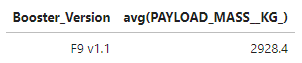 Booster_Version avg(PAYLOAD_MASS__KG_)
F9 v1.1 2928.4